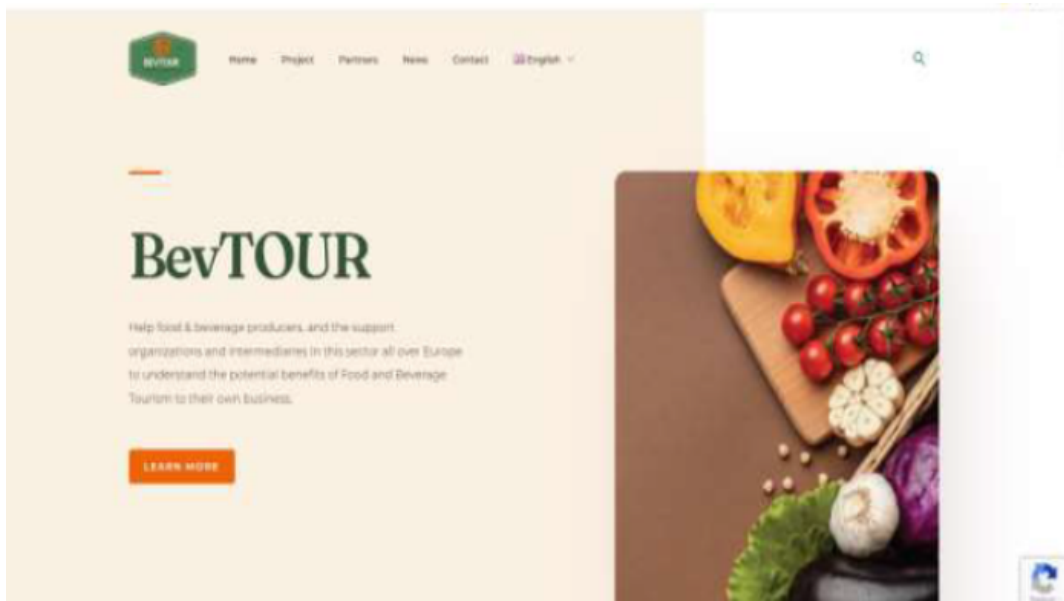 BEVTOUR
Home Project Partners News Contact English
BevTOUR
Help food & beverage producers, and the support
organizations and intermediaries in this sector all over Europe
to understand the potential benefits of Food and Beverage
Tourism to their own business.
LEARN MORE